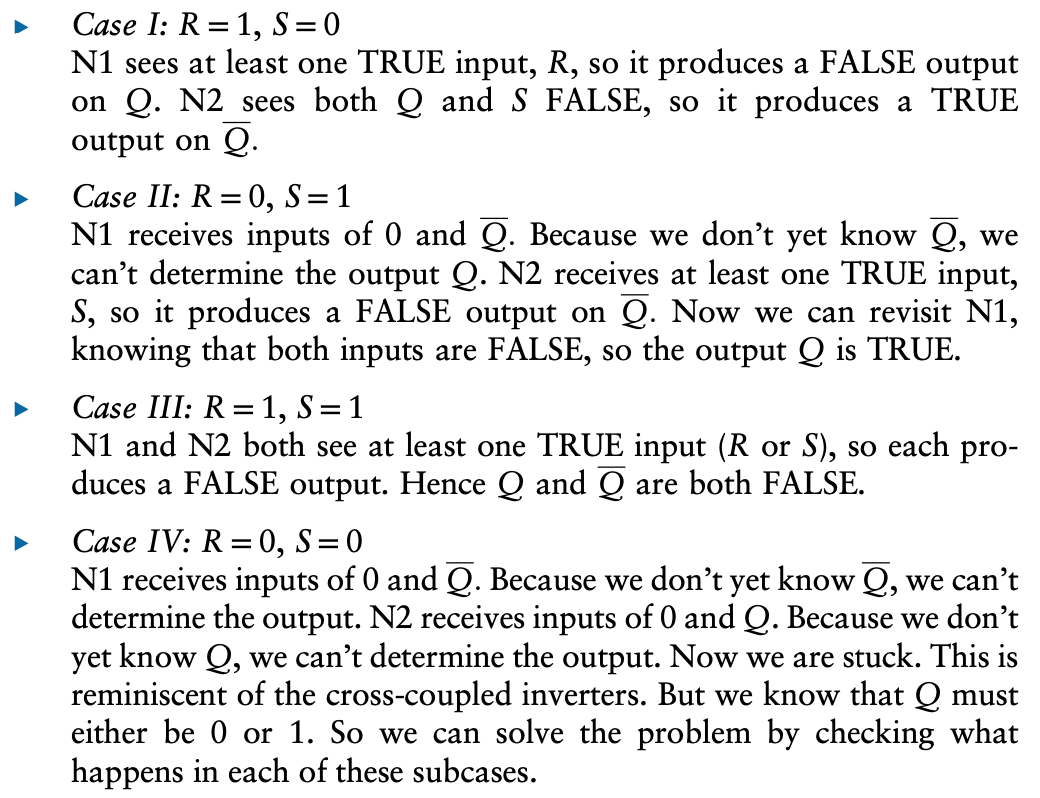 ▸ Case I: R = 1, S = 0
N1 sees at least one TRUE input, R, so it produces a FALSE output
on Q. N2 sees both Q and S FALSE, so it produces a TRUE
output on Q̅.
▸ Case II: R = 0, S = 1
N1 receives inputs of 0 and Q̅. Because we don’t yet know Q̅, we
can’t determine the output Q. N2 receives at least one TRUE input,
S, so it produces a FALSE output on Q̅. Now we can revisit N1,
knowing that both inputs are FALSE, so the output Q is TRUE.
▸ Case III: R = 1, S = 1
N1 and N2 both see at least one TRUE input (R or S), so each pro-
duces a FALSE output. Hence Q and Q̅ are both FALSE.
▸ Case IV: R = 0, S = 0
N1 receives inputs of 0 and Q̅. Because we don’t yet know Q̅, we can’t
determine the output. N2 receives inputs of 0 and Q. Because we don’t
yet know Q, we can’t determine the output. Now we are stuck. This is
reminiscent of the cross-coupled inverters. But we know that Q must
either be 0 or 1. So we can solve the problem by checking what
happens in each of these subcases.